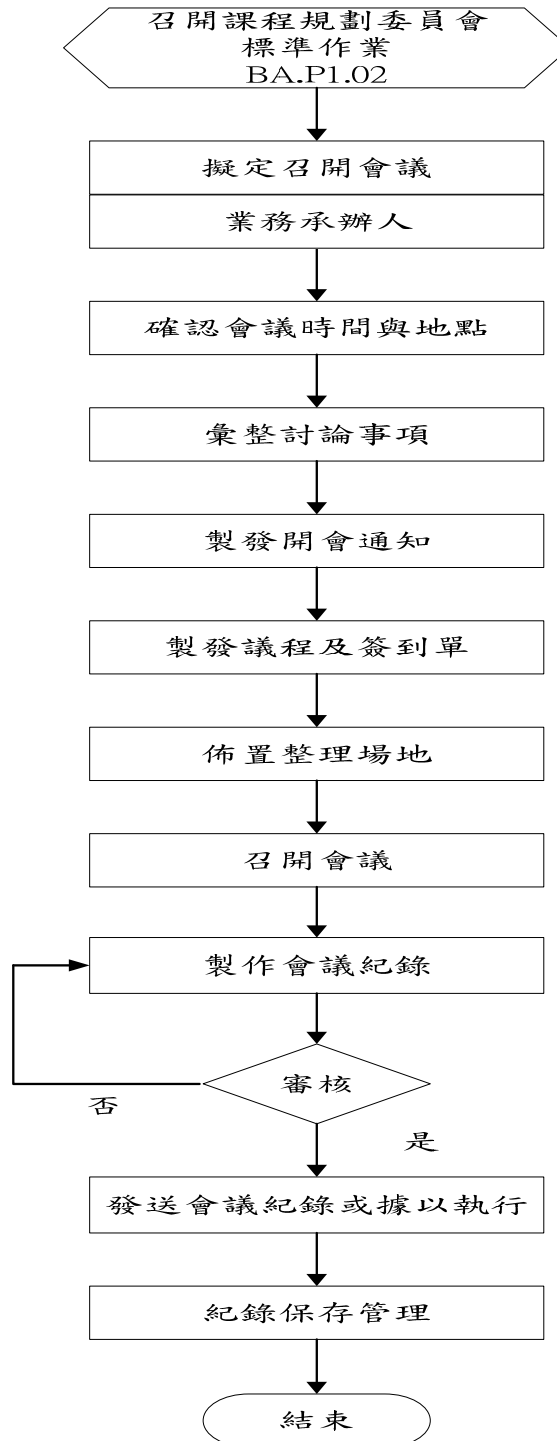 召開課程規劃委員會
標準作業
BA.P1.02
擬定召開會議
業務承辦人
確認會議時間與地點
彙整討論事項
製發開會通知
製發議程及簽到單
佈置整理場地
召開會議
製作會議紀錄
審核
否
是
發送會議紀錄或據以執行
紀錄保存管理
結束